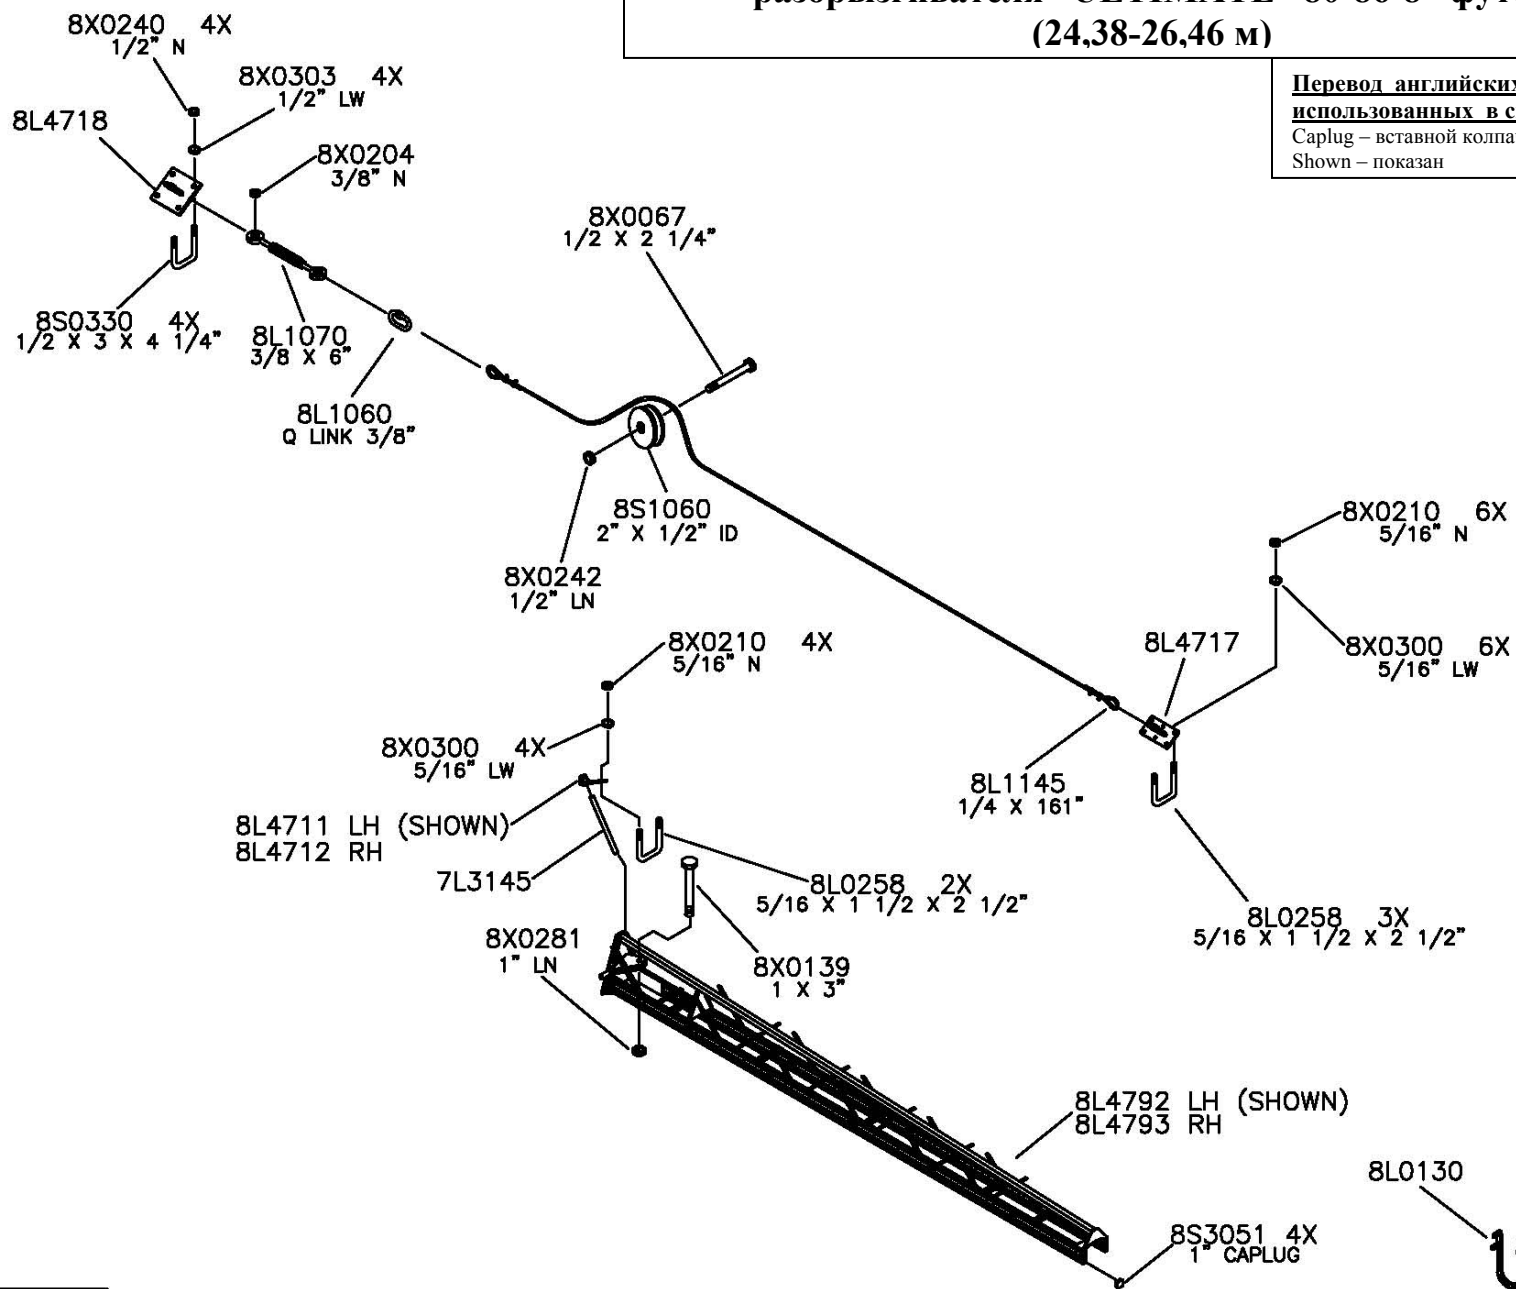 разбрызгивателя ULTIMATE
(24,38-26,46 м)
Перевод английских
использованных в
Caplug – вставной
Shown – показан
8X0240 4X
1/2" N
8X0303 4X
1/2" LW
8L4718
8X0204
3/8" N
8X0067
1/2 X 2 1/4"
8S0330 4X
1/2 X 3 X 4 1/4"
8L1070
3/8 X 6"
8L1060
Q LINK 3/8"
8S1060
2" X 1/2" ID
8X0242
1/2" LN
8X0210 6X
5/16" N
8X0300 6X
5/16" LW
8L4717
8X0210 4X
5/16" N
8X0300 4X
5/16" LW
8L1145
1/4 X 161"
8L4711 LH (SHOWN)
8L4712 RH
7L3145
8L0258 2X
5/16 X 1 1/2 X 2 1/2"
8L0258 3X
5/16 X 1 1/2 X 2 1/2"
8X0281
1" LN
8X0139
1 X 3"
8L4792 LH (SHOWN)
8L4793 RH
8L0130
8S3051 4X
1" CAPLUG